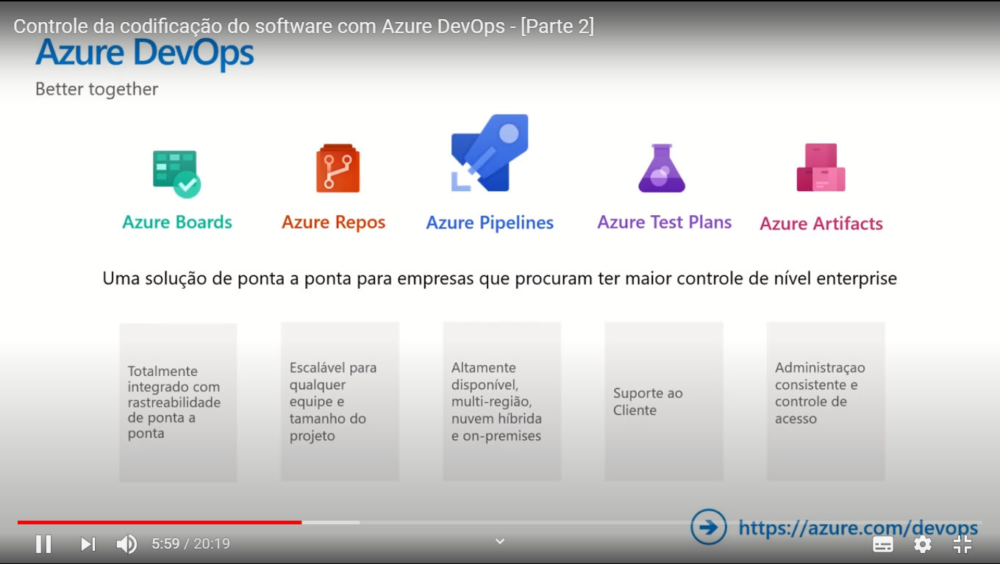 Controle da codificação do software com Azure DevOps - [Parte 2]
Azure DevOps
Better together
Azure Boards
Azure Repos
Azure Pipelines
Azure Test Plans
Azure Artifacts
Uma solução de ponta a ponta para empresas que procuram ter maior controle de nível enterprise
Totalmente
integrado com
rastreabilidade
de ponta a
ponta
Escalável para
qualquer
equipe e
tamanho do
projeto
Altamente
disponível,
multi-região,
nuvem híbrida
e on-premises
Suporte ao
Cliente
Administraçao
consistente e
controle de
acesso
https://azure.com/devops
5:59 / 20:19